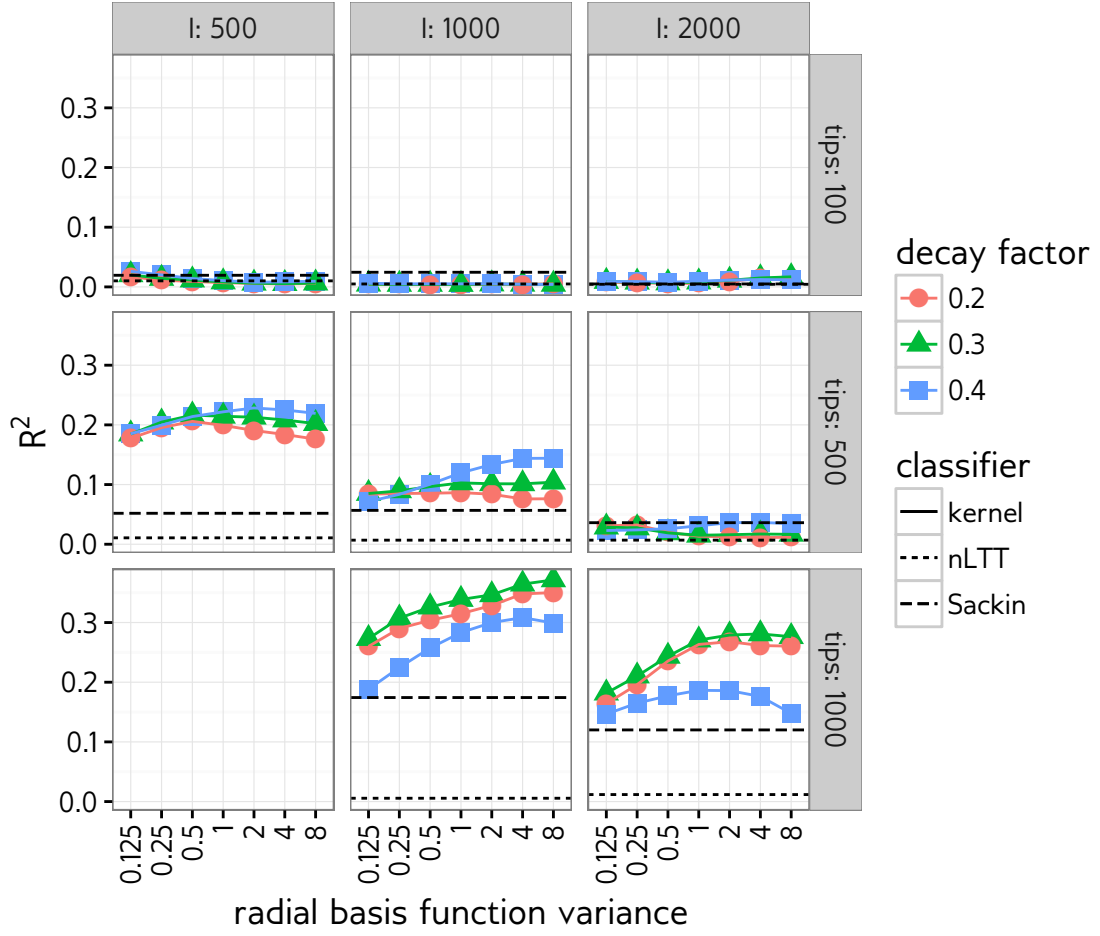 I: 500
I: 1000
I: 2000
0.3
0.2
0.1
0.0
tips: 100
0.3
0.2
0.1
0.0
tips: 500
0.3
0.2
0.1
0.0
tips: 1000
R²
0.125
0.25
0.5
1
2
4
8
0.125
0.25
0.5
1
2
4
8
0.125
0.25
0.5
1
2
4
8
radial basis function variance
decay factor
0.2
0.3
0.4
classifier
kernel
nLTT
Sackin